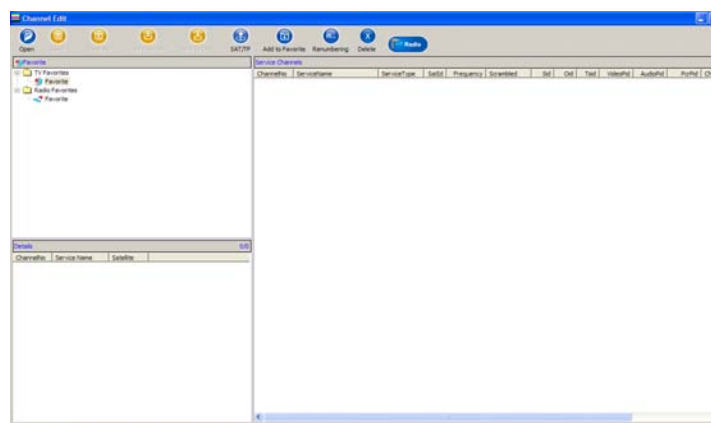 Channel Edit
Open
SAT/TP
Add to Favorite
Renumbering
Delete
Radio
Favorite
TV Favorites
Favorite
Radio Favorites
Favorite
Service Channels
ChannelNo ServiceName ServiceType SatId Frequency Scrambled Sid Oid Tsid VideoPid AudioPid PcrPid
Details 0/0
ChannelNo Service Name Satellite